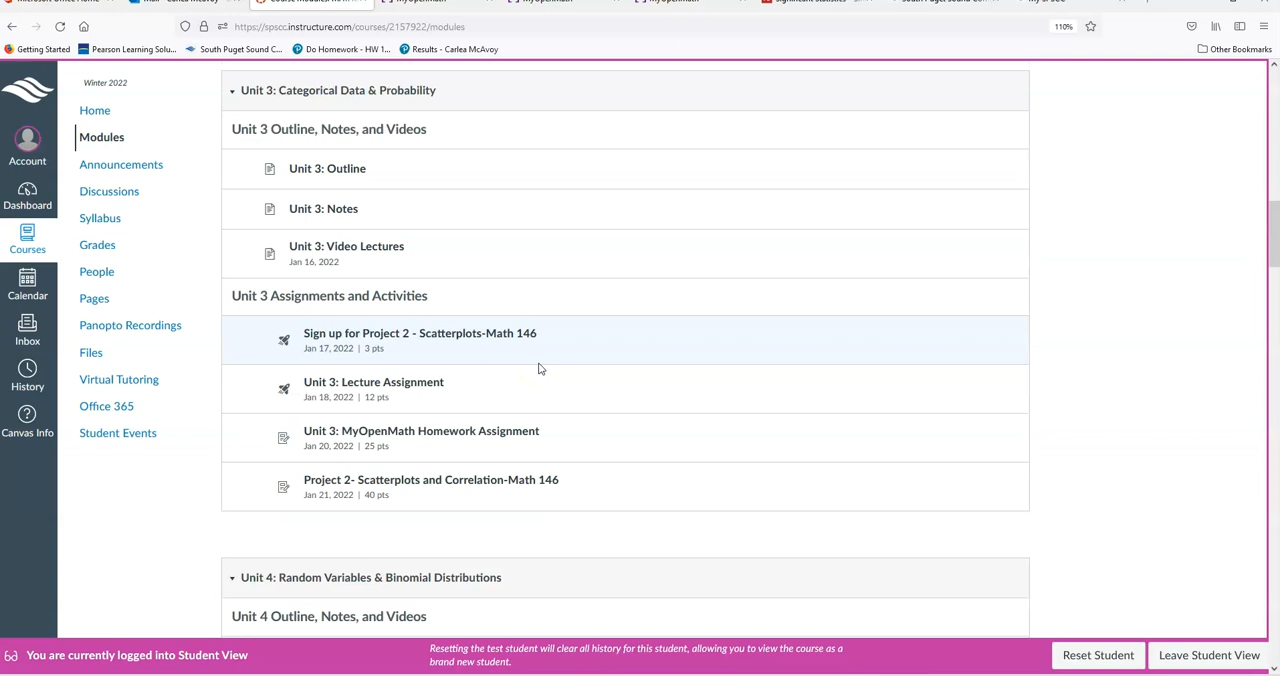 https://spscc.instructure.com/courses/2157922/modules
110%
Getting Started
Pearson Learning Solu...
South Puget Sound C...
Do Homework - HW 1...
Results - Carlea McAvoy
Other Bookmarks
Account
Dashboard
Courses
Calendar
Inbox
History
Canvas Info
Winter 2022
Home
Modules
Announcements
Discussions
Syllabus
Grades
People
Pages
Panopto Recordings
Files
Virtual Tutoring
Office 365
Student Events
Unit 3: Categorical Data & Probability
Unit 3 Outline, Notes, and Videos
Unit 3: Outline
Unit 3: Notes
Unit 3: Video Lectures
Jan 16, 2022
Unit 3 Assignments and Activities
Sign up for Project 2 - Scatterplots-Math 146
Jan 17, 2022 | 3 pts
Unit 3: Lecture Assignment
Jan 18, 2022 | 12 pts
Unit 3: MyOpenMath Homework Assignment
Jan 20, 2022 | 25 pts
Project 2- Scatterplots and Correlation-Math 146
Jan 21, 2022 | 40 pts
Unit 4: Random Variables & Binomial Distributions
Unit 4 Outline, Notes, and Videos
You are currently logged into Student View
Resetting the test student will clear all history for this student, allowing you to view the course as a
brand new student.
Reset Student
Leave Student View